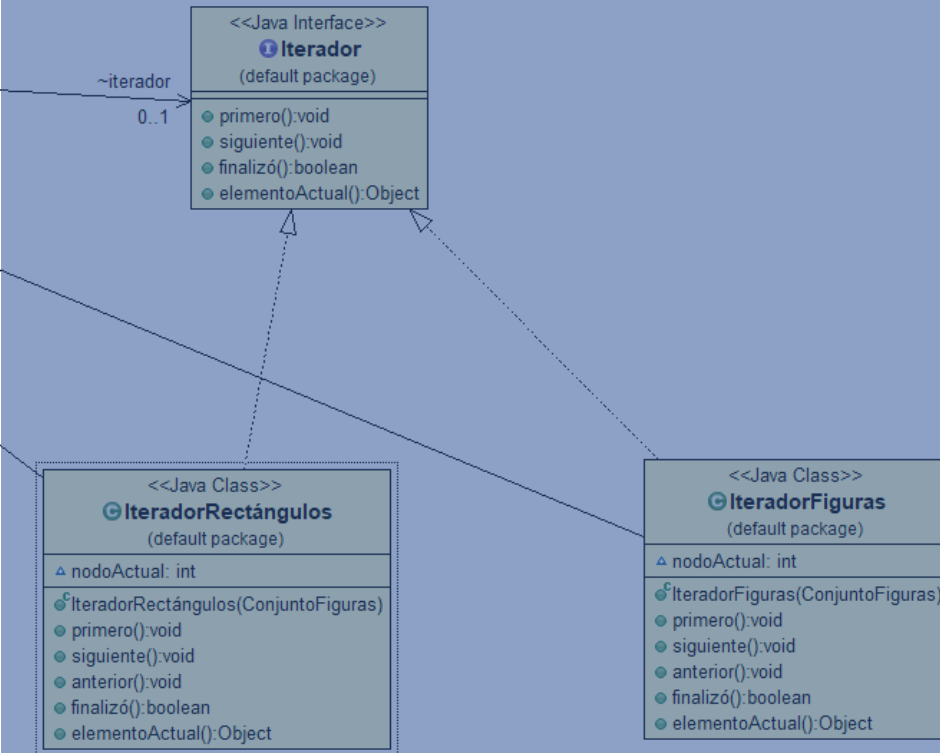 <<Java Interface>>
Iterador
(default package)
~iterador
0..1
primero():void
siguiente():void
finalizó():boolean
elementoActual():Object
<<Java Class>>
IteradorRectángulos
(default package)
nodoActual: int
IteradorRectángulos(ConjuntoFiguras)
primero():void
siguiente():void
anterior():void
finalizó():boolean
elementoActual():Object
<<Java Class>>
IteradorFiguras
(default package)
nodoActual: int
IteradorFiguras(ConjuntoFiguras)
primero():void
siguiente():void
anterior():void
finalizó():boolean
elementoActual():Object